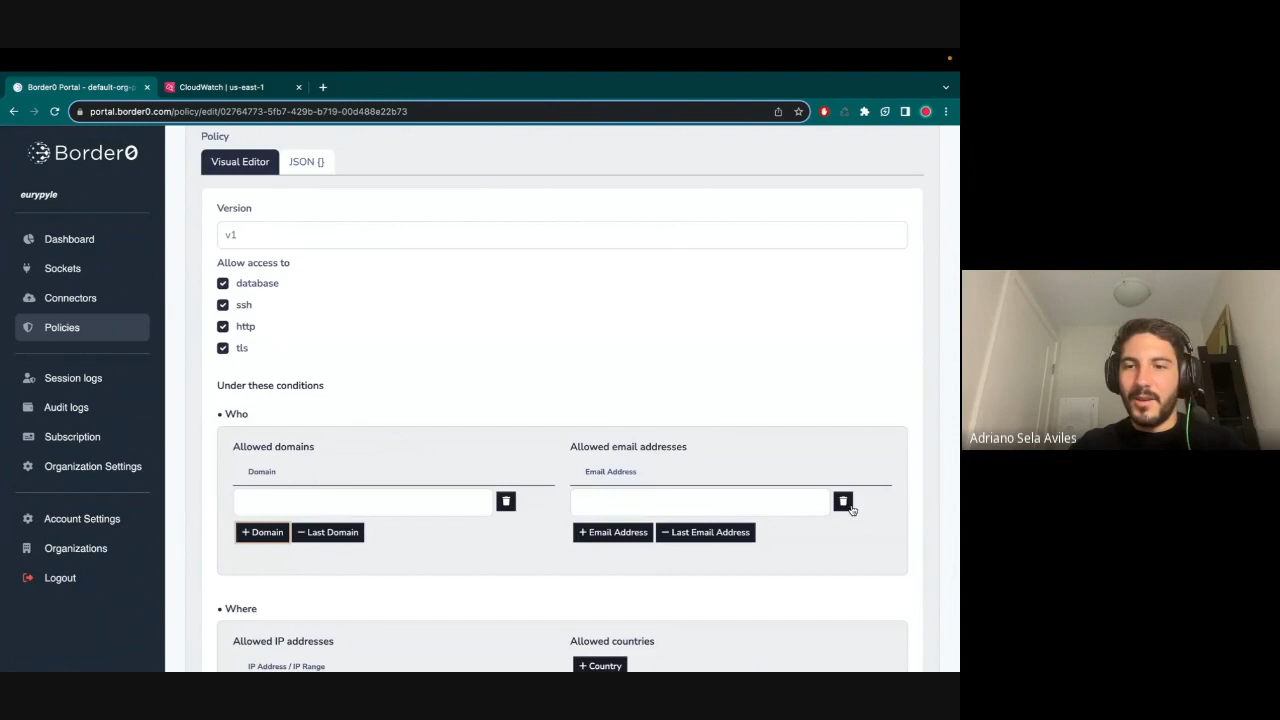 Border0 Portal - default-org-p
CloudWatch | us-east-1
portal.border0.com/policy/edit/02764773-5fb7-429b-b719-00d488e22b73
Border0
eurypyle
Dashboard
Sockets
Connectors
Policies
Session logs
Audit logs
Subscription
Organization Settings
Account Settings
Organizations
Logout
Policy
Visual Editor
JSON {}
Version
v1
Allow access to
database
ssh
http
tls
Under these conditions
• Who
Allowed domains
Allowed email addresses
Domain
Email Address
+ Domain
− Last Domain
+ Email Address
− Last Email Address
• Where
Allowed IP addresses
Allowed countries
IP Address / IP Range
+ Country
Adriano Sela Aviles